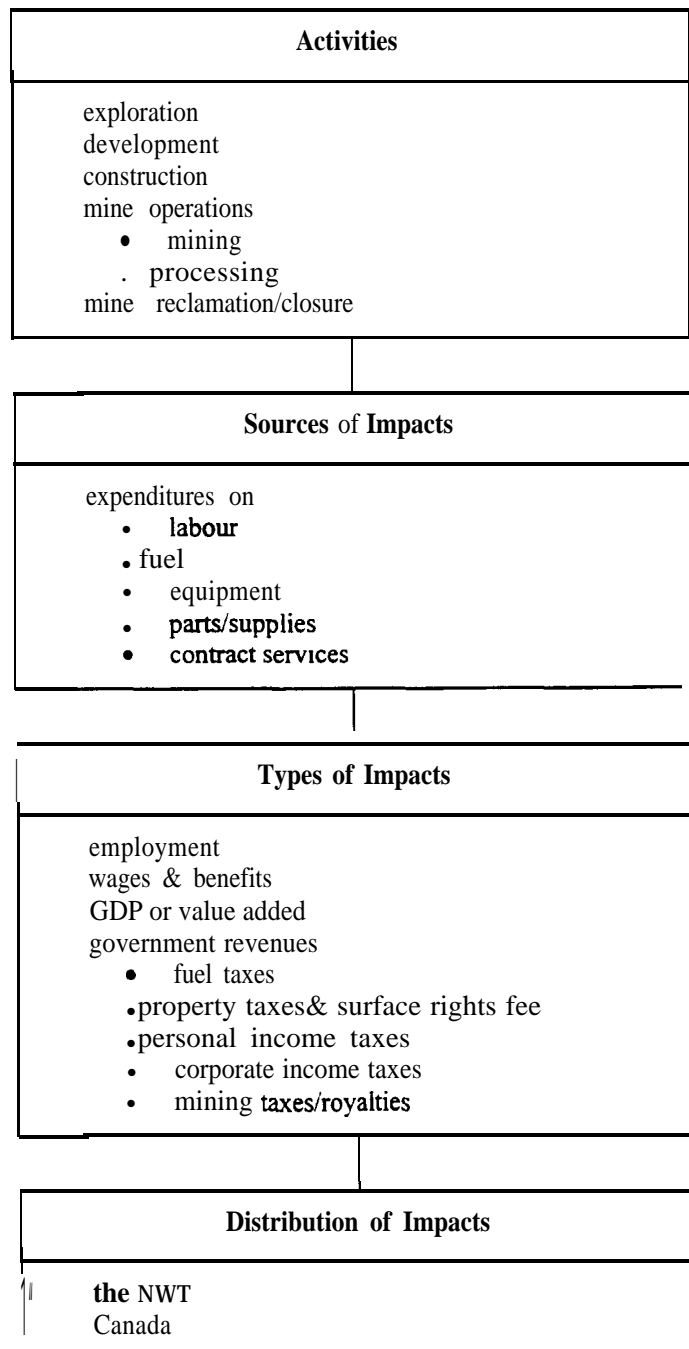 Activities
exploration
development
construction
mine operations
• mining
. processing
mine reclamation/closure
Sources of Impacts
expenditures on
• labour
• fuel
• equipment
• parts/supplies
• contract services
Types of Impacts
employment
wages & benefits
GDP or value added
government revenues
• fuel taxes
•property taxes& surface rights fee
•personal income taxes
• corporate income taxes
• mining taxes/royalties
Distribution of Impacts
the NWT
Canada